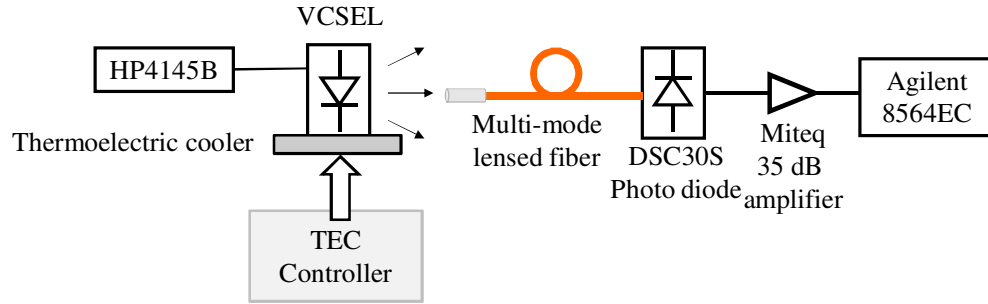 VCSEL
HP4145B
Thermoelectric cooler
TEC
Controller
Multi-mode
lensed fiber
DSC30S
Photo diode
Miteq
35 dB
amplifier
Agilent
8564EC